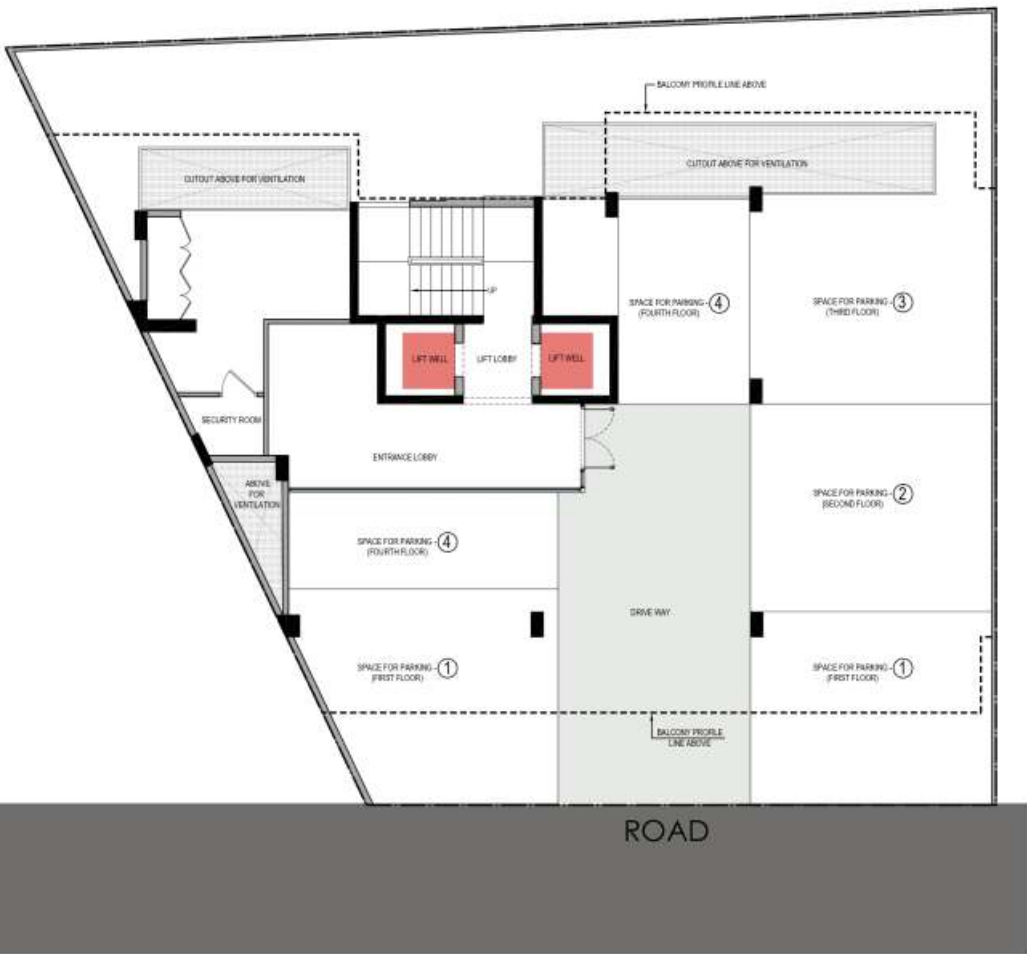 BALCONY PROFILE LINE ABOVE
CUTOUT ABOVE FOR VENTILATION
CUTOUT ABOVE FOR VENTILATION
UP
SPACE FOR PARKING - 4
(FOURTH FLOOR)
SPACE FOR PARKING - 3
(THIRD FLOOR)
LIFT WELL
LIFT LOBBY
LIFT WELL
SECURITY ROOM
ENTRANCE LOBBY
ABOVE
FOR
VENTILATION
SPACE FOR PARKING - 2
(SECOND FLOOR)
SPACE FOR PARKING - 4
(FOURTH FLOOR)
DRIVE WAY
SPACE FOR PARKING - 1
(FIRST FLOOR)
SPACE FOR PARKING - 1
(FIRST FLOOR)
BALCONY PROFILE
LINE ABOVE
ROAD